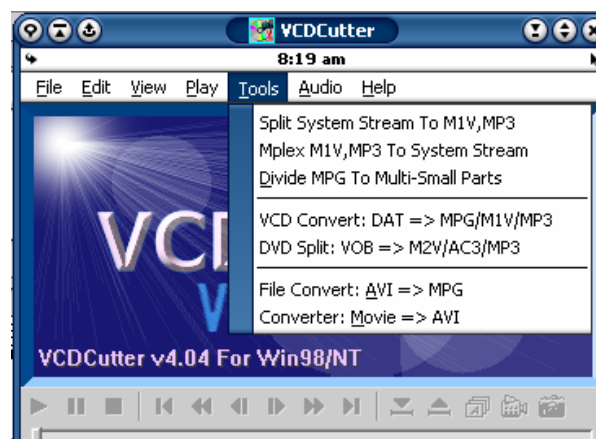 VCDCutter
8:19 am
File Edit View Play Tools Audio Help
Split System Stream To M1V,MP3
Mplex M1V,MP3 To System Stream
Divide MPG To Multi-Small Parts
VCD Convert: DAT => MPG/M1V/MP3
DVD Split: VOB => M2V/AC3/MP3
File Convert: AVI => MPG
Converter: Movie => AVI
VCD
V
VCDCutter v4.04 For Win98/NT